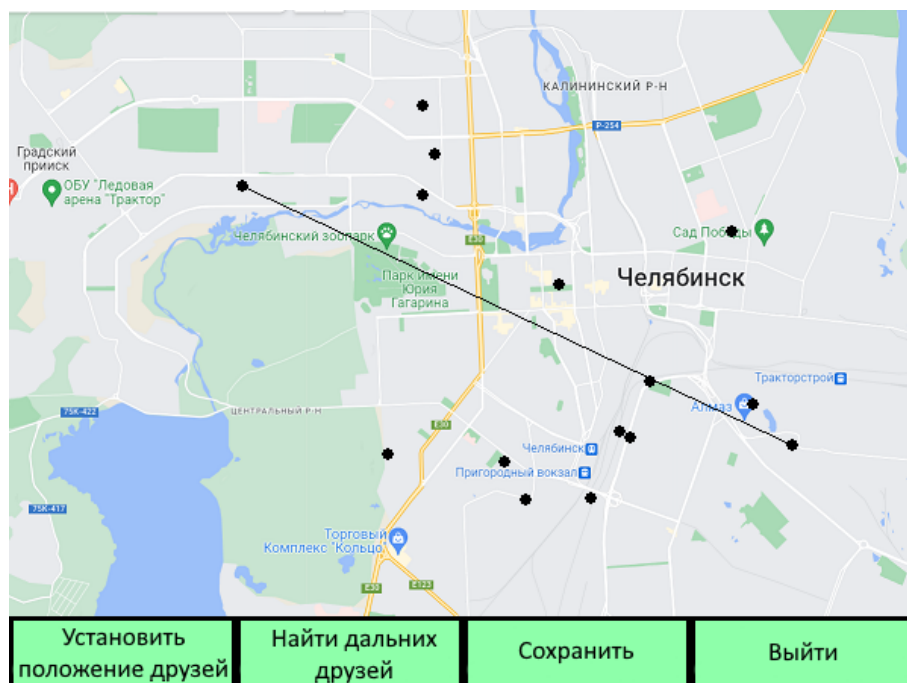 КАЛИНИНСКИЙ Р-Н
Р-254
Градский
прииск
ОБУ "Ледовая
арена "Трактор"
Челябинский зоопарк
E30
Сад Победы
Парк имени
Юрия
Гагарина
Челябинск
Тракторстрой
Алмаз
75К-422
ЦЕНТРАЛЬНЫЙ Р-Н
E30
Челябинск
Пригородный вокзал
75К-417
Торговый
Комплекс "Кольцо"
E30
E123
Установить
положение друзей
Найти дальних
друзей
Сохранить
Выйти